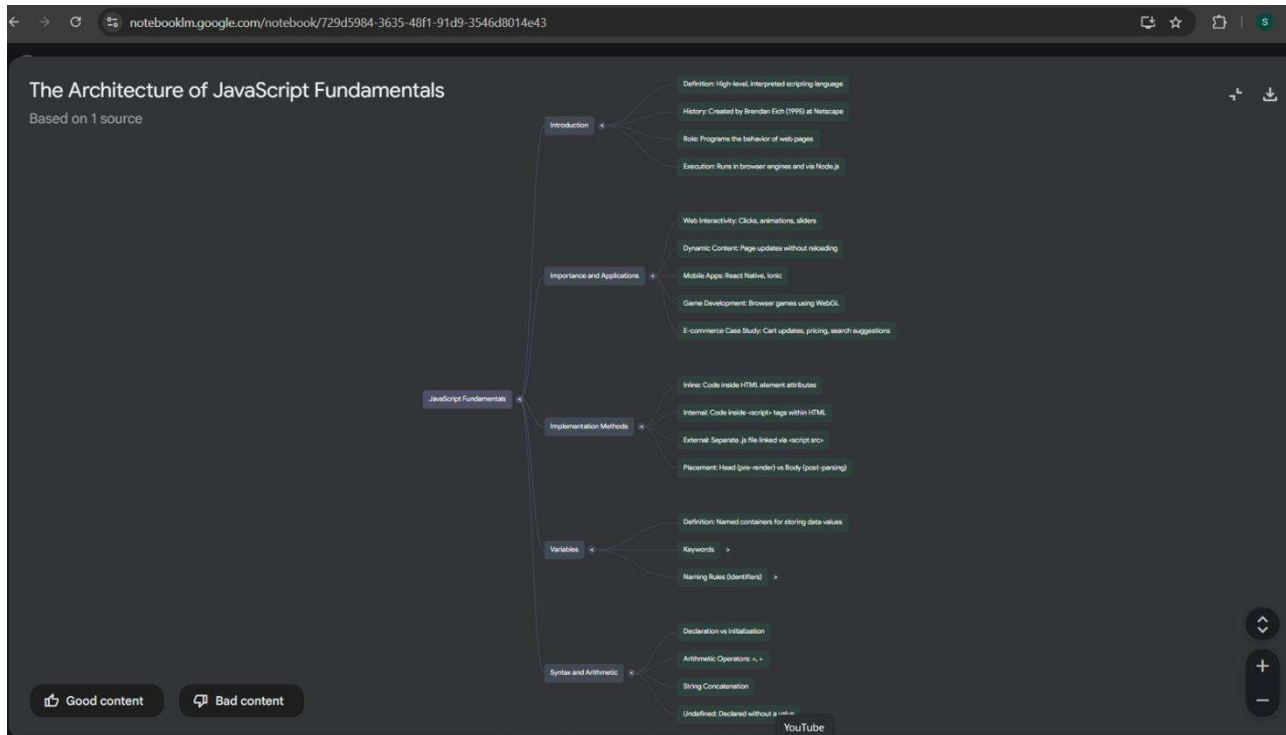 notebooklm.google.com/notebook/729d5984-3635-48f1-91d9-3546d8014e43
S
The Architecture of JavaScript Fundamentals
Based on 1 source
JavaScript Fundamentals
Introduction
Definition: High-level, interpreted scripting language
History: Created by Brendan Eich (1995) at Netscape
Role: Programs the behavior of web pages
Execution: Runs in browser engines and via Node.js
Importance and Applications
Web Interactivity: Clicks, animations, sliders
Dynamic Content: Page updates without reloading
Mobile Apps: React Native, Ionic
Game Development: Browser games using WebGL
E-commerce Case Study: Cart updates, pricing, search suggestions
Implementation Methods
Inline: Code inside HTML element attributes
Internal: Code inside <script> tags within HTML
External: Separate .js file linked via <script src>
Placement: Head (pre-render) vs Body (post-parsing)
Variables
Definition: Named containers for storing data values
Keywords
Naming Rules (Identifiers)
Syntax and Arithmetic
Declaration vs Initialization
Arithmetic Operators: =, +
String Concatenation
Undefined: Declared without a value
Good content
Bad content
YouTube